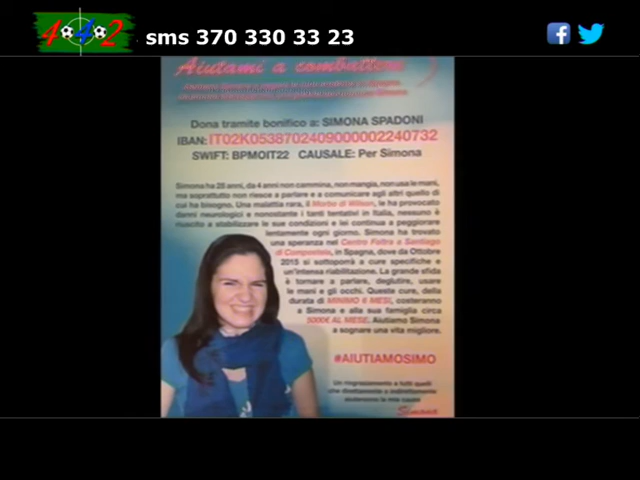 4 4 2
sms 370 330 33 23
Aiutami a combattere
Dona tramite bonifico a: SIMONA SPADONI
IBAN: IT02K0538702409000002240732
SWIFT: BPMOIT22 CAUSALE: Per Simona
Simona ha 28 anni, da 4 anni non cammina, non mangia, non usa le mani,
ma soprattutto non riesce a parlare e a comunicare agli altri quello di
cui ha bisogno. Una malattia rara, il Morbo di Wilson, le ha provocato
danni neurologici e nonostante i tanti tentativi in Italia, nessuno è
riuscito a stabilizzare le sue condizioni e lei continua a peggiorare
lentamente ogni giorno. Simona ha trovato
una speranza nel Centro Foltra a Santiago
di Compostela, in Spagna, dove da Ottobre
2015 si sottoporrà a cure specifiche e
un'intensa riabilitazione. La grande sfida
è tornare a parlare, deglutire, usare
le mani e gli occhi. Queste cure, della
durata di MINIMO 6 MESI, costeranno
a Simona e alla sua famiglia circa
5000€ AL MESE. Aiutiamo Simona
a sognare una vita migliore.
#AIUTIAMOSIMO
Un ringraziamento a tutti quelli
che direttamente o indirettamente
aiuteranno la mia causa
Simona